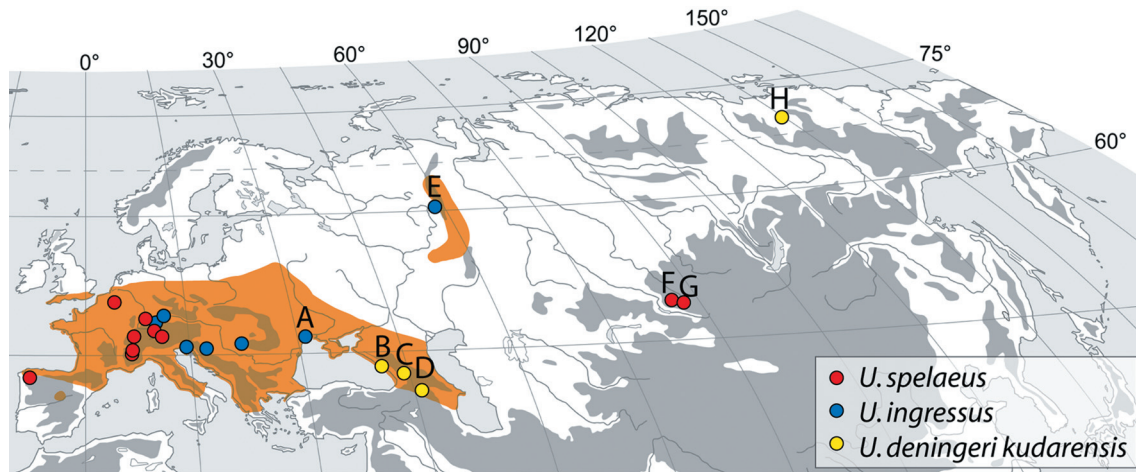 0° 30° 60° 90° 120° 150° 75°
60°
H
E
F G
A
B C D
U. spelaeus
U. ingressus
U. deningeri kudarensis